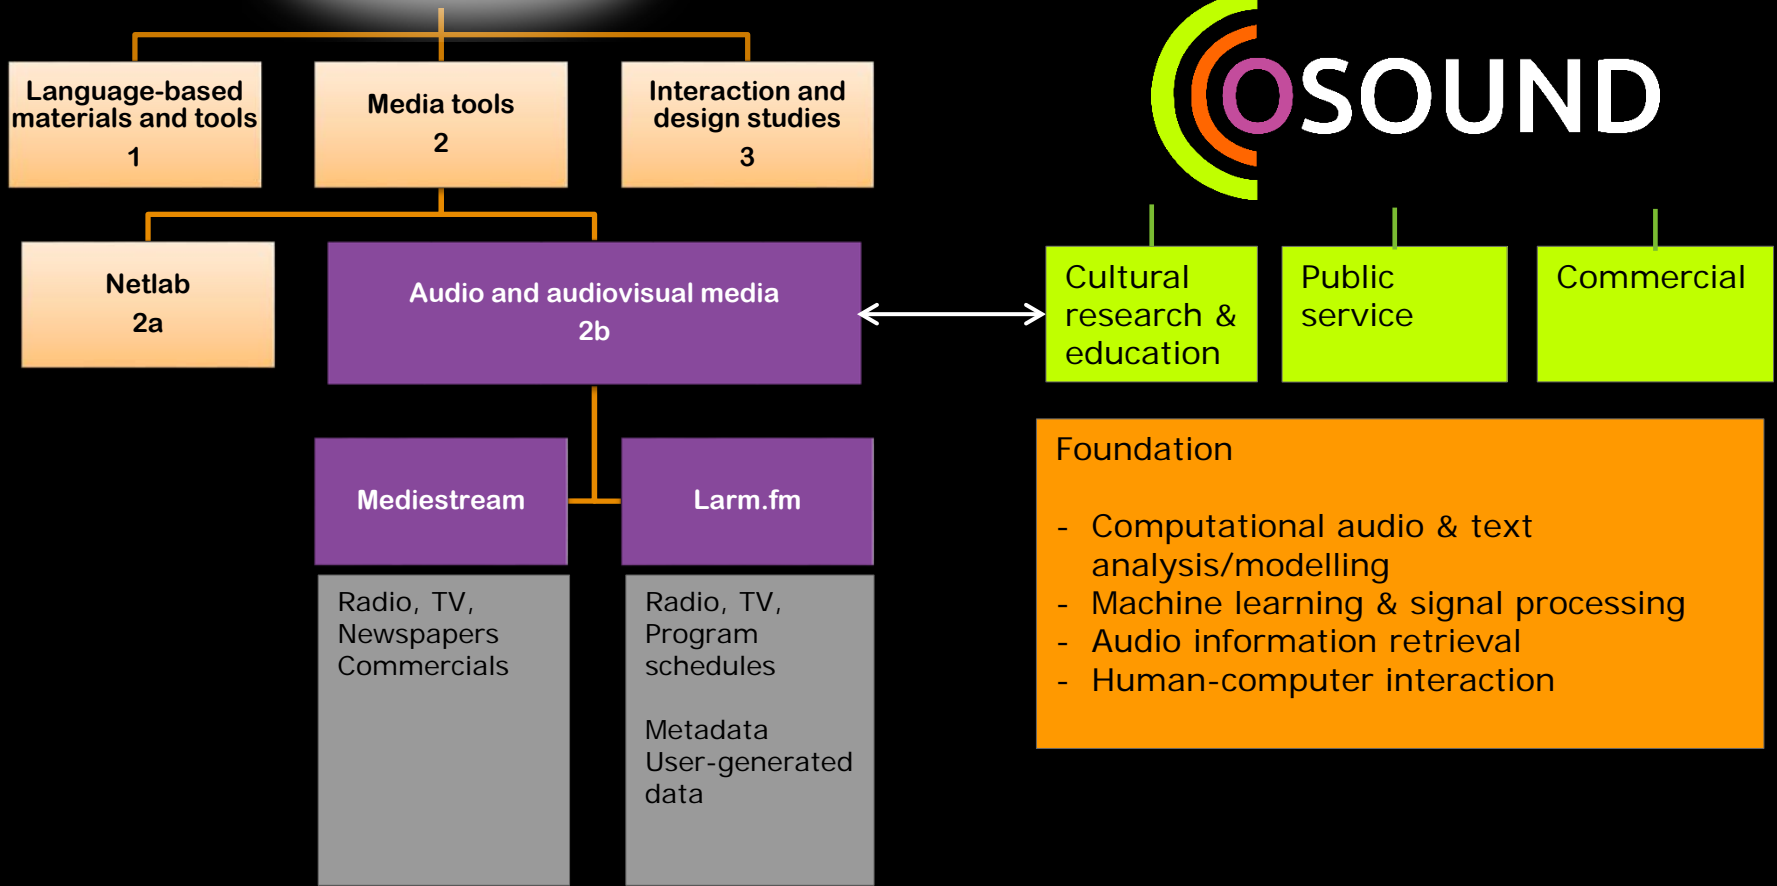 Language-based
materials and tools
1
Media tools
2
Interaction and
design studies
3
Netlab
2a
Audio and audiovisual media
2b
Mediestream
Larm.fm
Radio, TV,
Newspapers
Commercials
Radio, TV,
Program
schedules
Metadata
User-generated
data
COSOUND
Cultural
research &
education
Public
service
Commercial
Foundation
- Computational audio & text
analysis/modelling
- Machine learning & signal processing
- Audio information retrieval
- Human-computer interaction